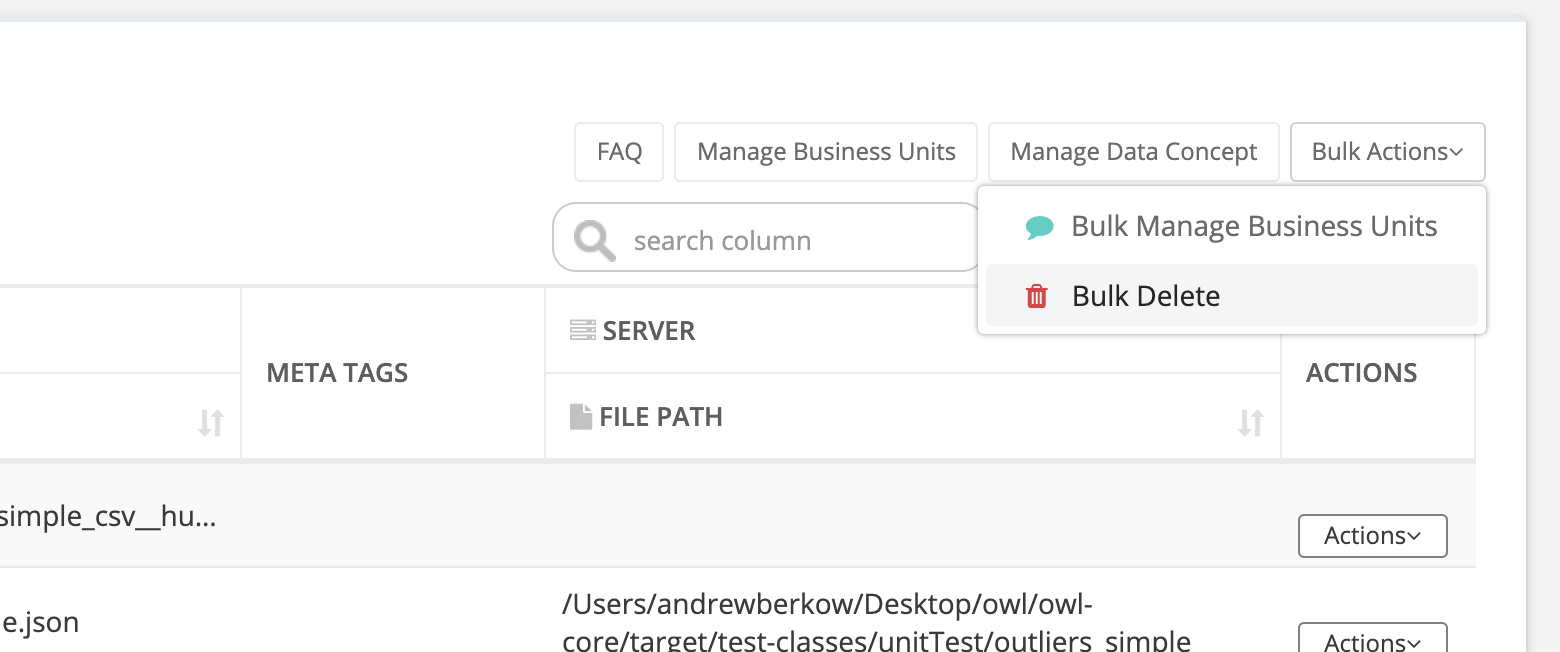 FAQ
Manage Business Units
Manage Data Concept
Bulk Actions
search column
Bulk Manage Business Units
Bulk Delete
META TAGS
SERVER
FILE PATH
ACTIONS
simple_csv__hu...
Actions
e.json
/Users/andrewberkow/Desktop/owl/owl-
core/target/test-classes/unitTest/outliers_simple
Actions